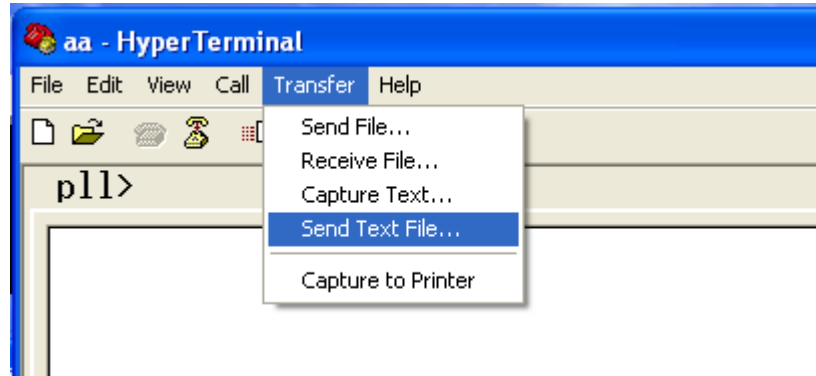 aa - HyperTerminal
File Edit View Call Transfer Help
Send File...
Receive File...
pll>
Capture Text...
Send Text File...
Capture to Printer